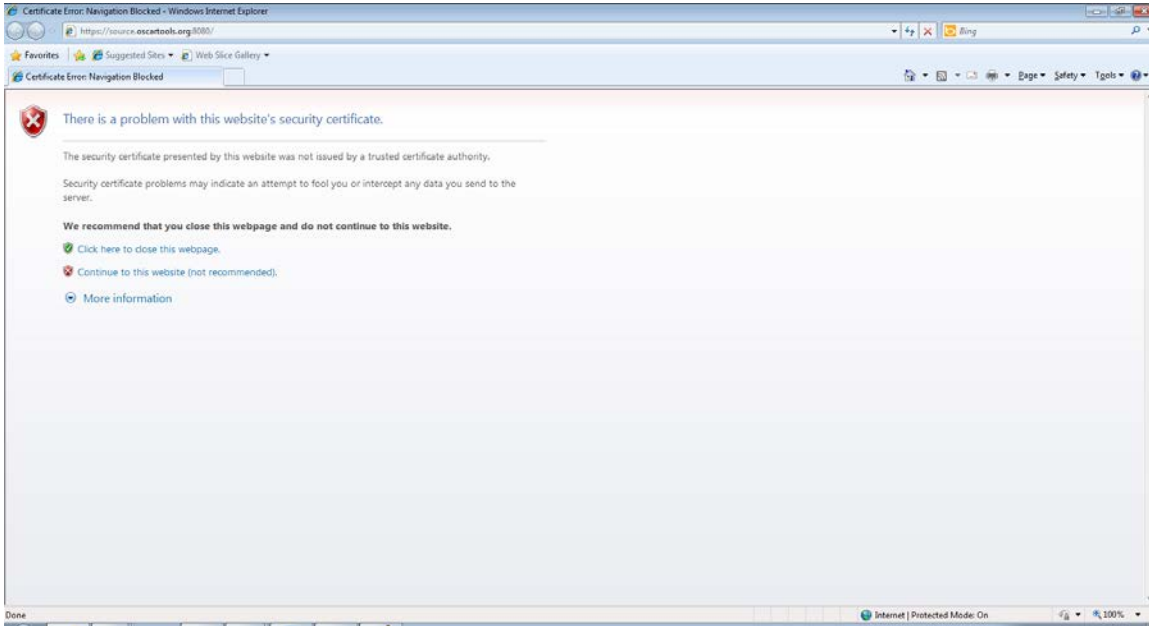 Certificate Error: Navigation Blocked - Windows Internet Explorer
https://source.oscartools.org:8080/
Bing
Favorites Suggested Sites Web Slice Gallery
Certificate Error: Navigation Blocked
Page Safety Tools
There is a problem with this website's security certificate.
The security certificate presented by this website was not issued by a trusted certificate authority.
Security certificate problems may indicate an attempt to fool you or intercept any data you send to the
server.
We recommend that you close this webpage and do not continue to this website.
Click here to close this webpage.
Continue to this website (not recommended).
More information
Done Internet | Protected Mode: On 100%